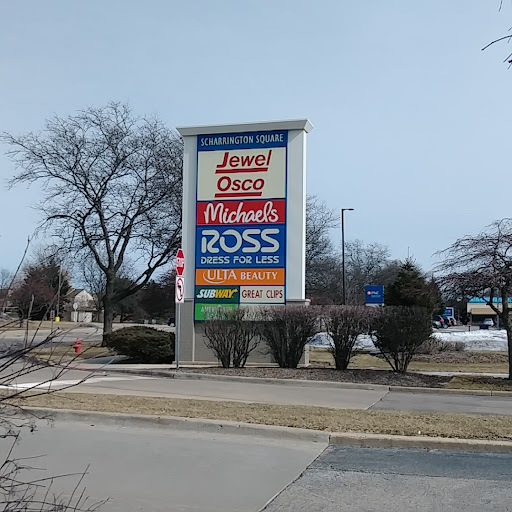 SCHARRINGTON SQUARE
Jewel
Osco
Michaels
ROSS
DRESS FOR LESS
ULTA BEAUTY
SUBWAY GREAT CLIPS